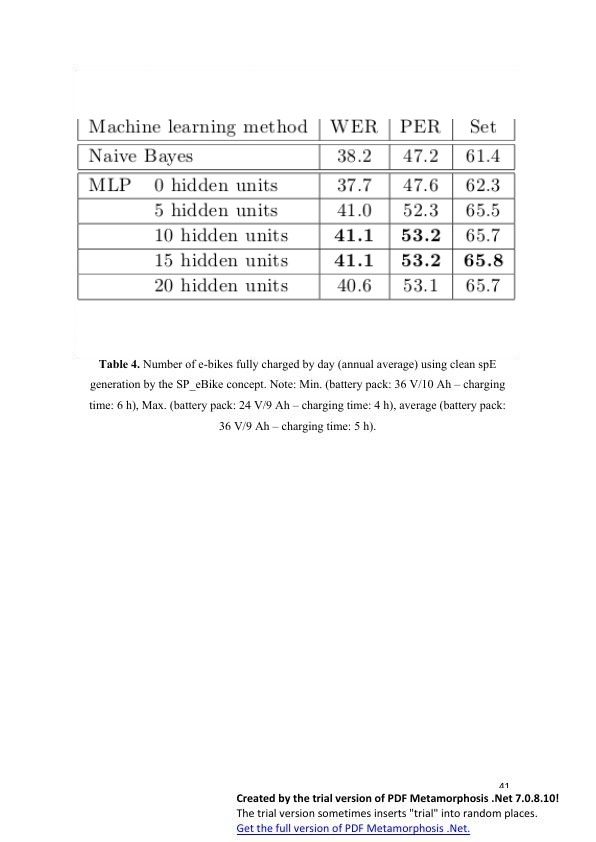 Machine learning method WER PER Set
Naive Bayes 38.2 47.2 61.4
MLP 0 hidden units 37.7 47.6 62.3
5 hidden units 41.0 52.3 65.5
10 hidden units 41.1 53.2 65.7
15 hidden units 41.1 53.2 65.8
20 hidden units 40.6 53.1 65.7
Table 4. Number of e-bikes fully charged by day (annual average) using clean spE
generation by the SP_eBike concept. Note: Min. (battery pack: 36 V/10 Ah – charging
time: 6 h), Max. (battery pack: 24 V/9 Ah – charging time: 4 h), average (battery pack:
36 V/9 Ah – charging time: 5 h).
41
Created by the trial version of PDF Metamorphosis .Net 7.0.8.10!
The trial version sometimes inserts "trial" into random places.
Get the full version of PDF Metamorphosis .Net.